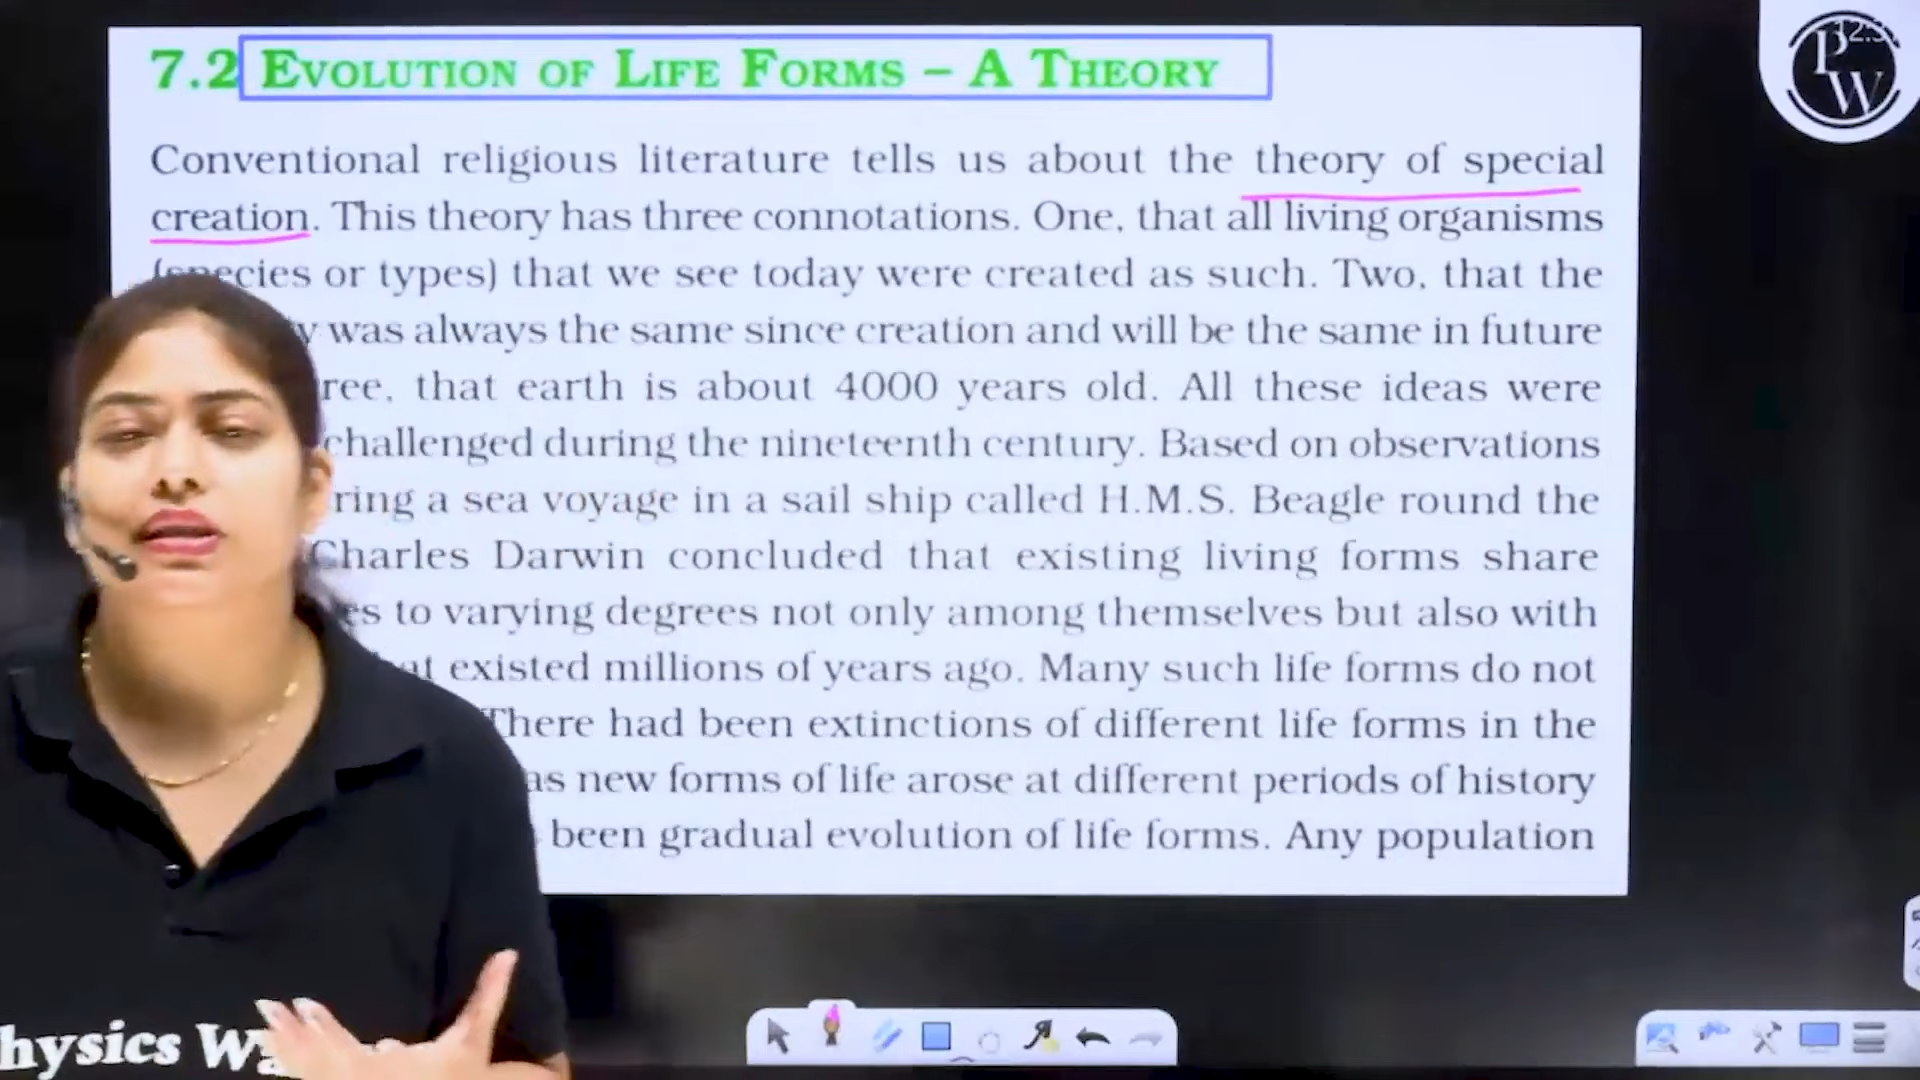 7.2 EVOLUTION OF LIFE FORMS – A THEORY
Conventional religious literature tells us about the theory of special
creation. This theory has three connotations. One, that all living organisms
(species or types) that we see today were created as such. Two, that the
was always the same since creation and will be the same in future
that earth is about 4000 years old. All these ideas were
challenged during the nineteenth century. Based on observations
a sea voyage in a sail ship called H.M.S. Beagle round the
Charles Darwin concluded that existing living forms share
to varying degrees not only among themselves but also with
existed millions of years ago. Many such life forms do not
There had been extinctions of different life forms in the
as new forms of life arose at different periods of history
been gradual evolution of life forms. Any population
PW
hysics W